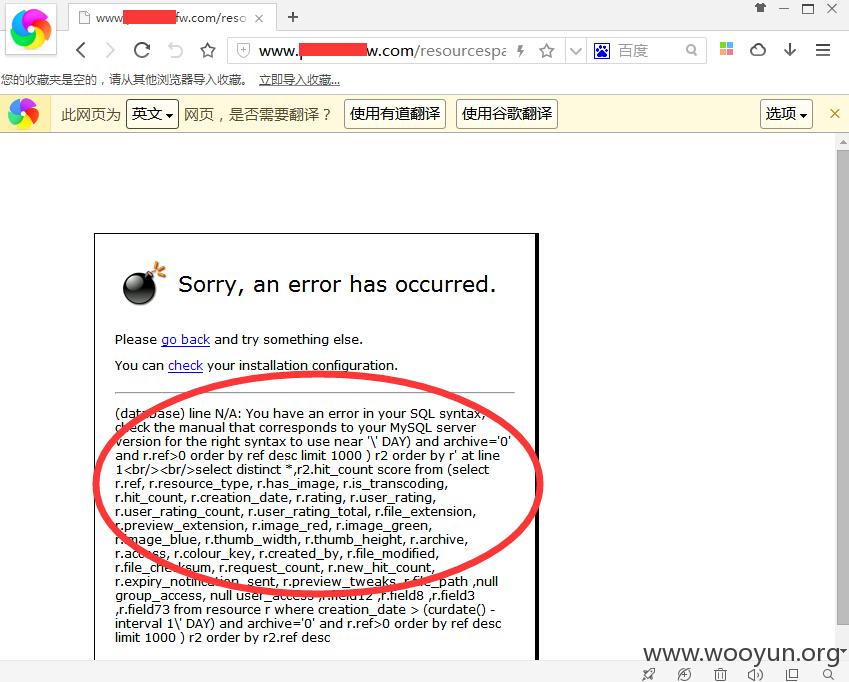 www. fw.com/reso
www. w.com/resourcespa
百度
您的收藏夹是空的，请从其他浏览器导入收藏。 立即导入收藏...
此网页为 英文 网页，是否需要翻译？ 使用有道翻译 使用谷歌翻译 选项
Sorry, an error has occurred.
Please go back and try something else.
You can check your installation configuration.
(database) line N/A: You have an error in your SQL syntax;
check the manual that corresponds to your MySQL server
version for the right syntax to use near '\' DAY) and archive='0'
and r.ref>0 order by ref desc limit 1000 ) r2 order by r' at line
1<br/><br/>select distinct *,r2.hit_count score from (select
r.ref, r.resource_type, r.has_image, r.is_transcoding,
r.hit_count, r.creation_date, r.rating, r.user_rating,
r.user_rating_count, r.user_rating_total, r.file_extension,
r.preview_extension, r.image_red, r.image_green,
r.image_blue, r.thumb_width, r.thumb_height, r.archive,
r.access, r.colour_key, r.created_by, r.file_modified,
r.file_checksum, r.request_count, r.new_hit_count,
r.expiry_notification_sent, r.preview_tweaks ,r.file_path ,null
group_access, null user_access ,r.field12 ,r.field8 ,r.field3
,r.field73 from resource r where creation_date > (curdate() -
interval 1\' DAY) and archive='0' and r.ref>0 order by ref desc
limit 1000 ) r2 order by r2.ref desc
www.wooyun.org